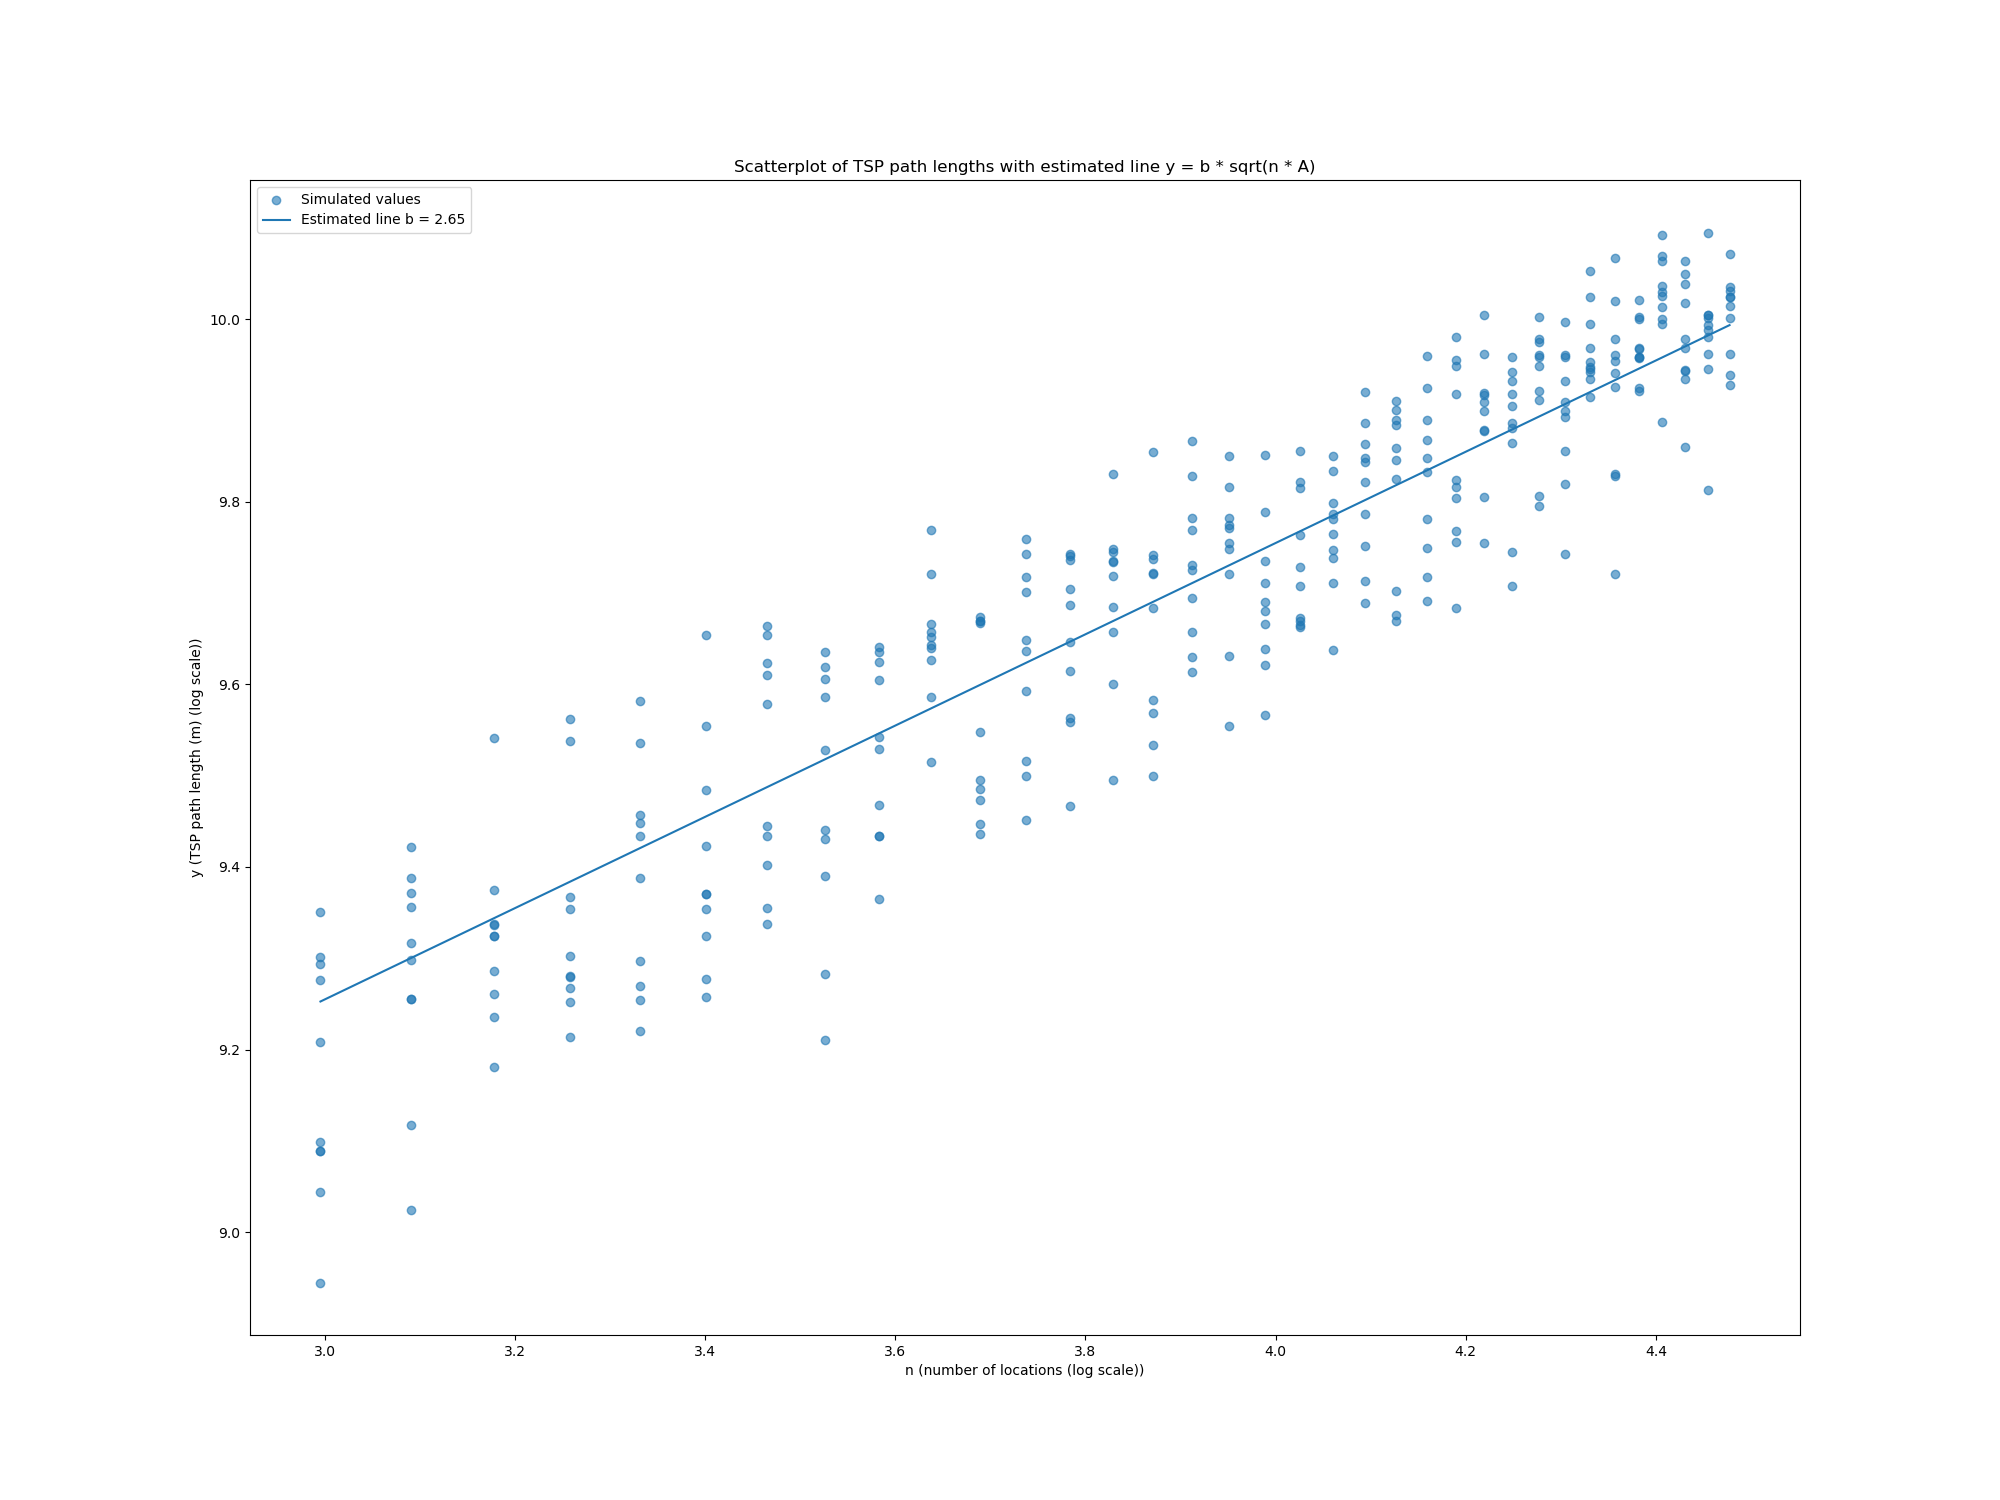 Scatterplot of TSP path lengths with estimated line y = b * sqrt(n * A)
Simulated values
Estimated line b = 2.65
10.0
9.8
9.6
9.4
9.2
9.0
y (TSP path length (m) (log scale))
3.0 3.2 3.4 3.6 3.8 4.0 4.2 4.4
n (number of locations (log scale))